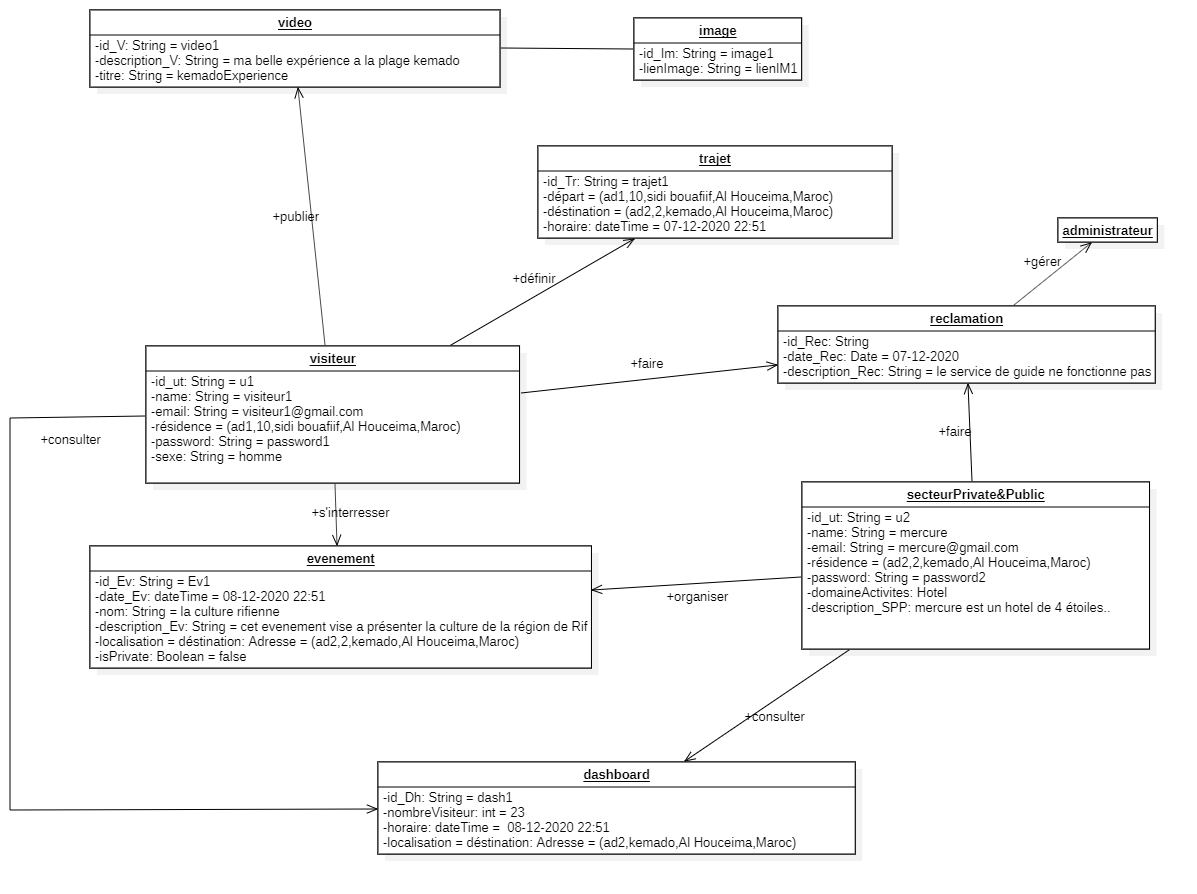 video
-id_V: String = video1
-description_V: String = ma belle expérience a la plage kemado
-titre: String = kemadoExperience
image
-id_Im: String = image1
-lienImage: String = lienIM1
+publier
trajet
-id_Tr: String = trajet1
-départ = (ad1,10,sidi bouafiif,Al Houceima,Maroc)
-déstination = (ad2,2,kemado,Al Houceima,Maroc)
-horaire: dateTime = 07-12-2020 22:51
administrateur
+gérer
+définir
reclamation
-id_Rec: String
-date_Rec: Date = 07-12-2020
-description_Rec: String = le service de guide ne fonctionne pas
visiteur
-id_ut: String = u1
-name: String = visiteur1
-email: String = visiteur1@gmail.com
-résidence = (ad1,10,sidi bouafiif,Al Houceima,Maroc)
-password: String = password1
-sexe: String = homme
+faire
+consulter
+faire
+s'interresser
secteurPrivate&Public
-id_ut: String = u2
-name: String = mercure
-email: String = mercure@gmail.com
-résidence = (ad2,2,kemado,Al Houceima,Maroc)
-password: String = password2
-domaineActivites: Hotel
-description_SPP: mercure est un hotel de 4 étoiles..
evenement
-id_Ev: String = Ev1
-date_Ev: dateTime = 08-12-2020 22:51
-nom: String = la culture rifienne
-description_Ev: String = cet evenement vise a présenter la culture de la région de Rif
-localisation = déstination: Adresse = (ad2,2,kemado,Al Houceima,Maroc)
-isPrivate: Boolean = false
+organiser
+consulter
dashboard
-id_Dh: String = dash1
-nombreVisiteur: int = 23
-horaire: dateTime =  08-12-2020 22:51
-localisation = déstination: Adresse = (ad2,kemado,Al Houceima,Maroc)